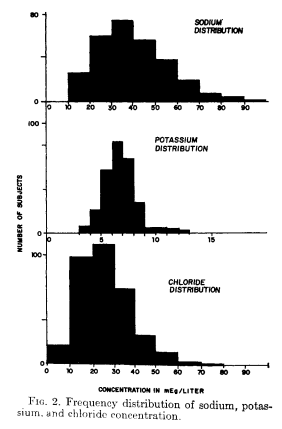 80
SODIUM
DISTRIBUTION
0
0 10 20 30 40 50 60 70 80 90
100
POTASSIUM
DISTRIBUTION
NUMBER OF SUBJECTS
0 5 10 15
100
CHLORIDE
DISTRIBUTION
0
0 10 20 30 40 50 60 70 80 90
CONCENTRATION IN mEq/LITER
FIG. 2. Frequency distribution of sodium, potas-
sium, and chloride concentration.